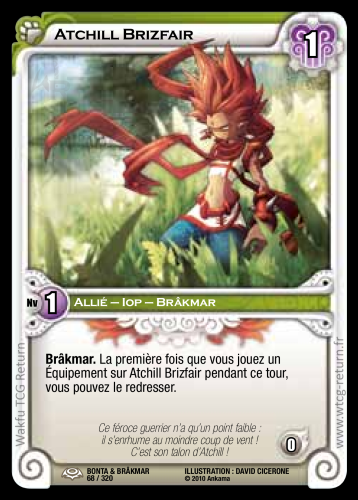 Atchill Brizfair
1
Nv 1 Allié – Iop – Brâkmar
Brâkmar. La première fois que vous jouez un
Équipement sur Atchill Brizfair pendant ce tour,
vous pouvez le redresser.
Ce féroce guerrier n'a qu'un point faible :
il s'enrhume au moindre coup de vent !
C'est son talon d'Atchill !
0
Wakfu TCG Return
www.wtcg-return.fr
BONTA & BRÂKMAR
68 / 320
ILLUSTRATION : DAVID CICERONE
© 2010 Ankama